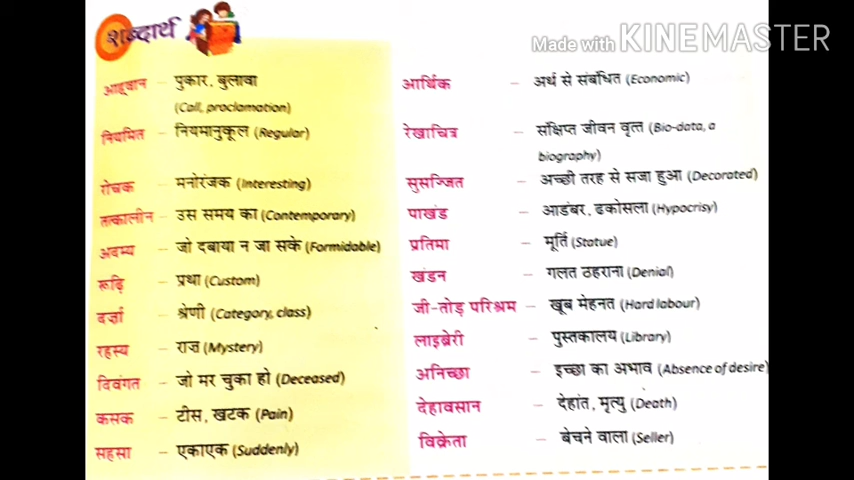 Made with KINEMASTER
शब्दार्थ
आह्वान – पुकार, बुलावा
(Call, proclamation)
नियमित – नियमानुकूल (Regular)
रोचक – मनोरंजक (Interesting)
तत्कालीन – उस समय का (Contemporary)
अदम्य – जो दबाया न जा सके (Formidable)
रूढ़ि – प्रथा (Custom)
दर्जा – श्रेणी (Category, class)
रहस्य – राज़ (Mystery)
दिवंगत – जो मर चुका हो (Deceased)
कसक – टीस, खटक (Pain)
सहसा – एकाएक (Suddenly)
आर्थिक – अर्थ से संबंधित (Economic)
रेखाचित्र – संक्षिप्त जीवन वृत्त (Bio-data, a
biography)
सुसज्जित – अच्छी तरह से सजा हुआ (Decorated)
पाखंड – आडंबर, ढकोसला (Hypocrisy)
प्रतिमा – मूर्ति (Statue)
खंडन – गलत ठहराना (Denial)
जी-तोड़ परिश्रम – खूब मेहनत (Hard labour)
लाइब्रेरी – पुस्तकालय (Library)
अनिच्छा – इच्छा का अभाव (Absence of desire)
देहावसान – देहांत, मृत्यु (Death)
विक्रेता – बेचने वाला (Seller)